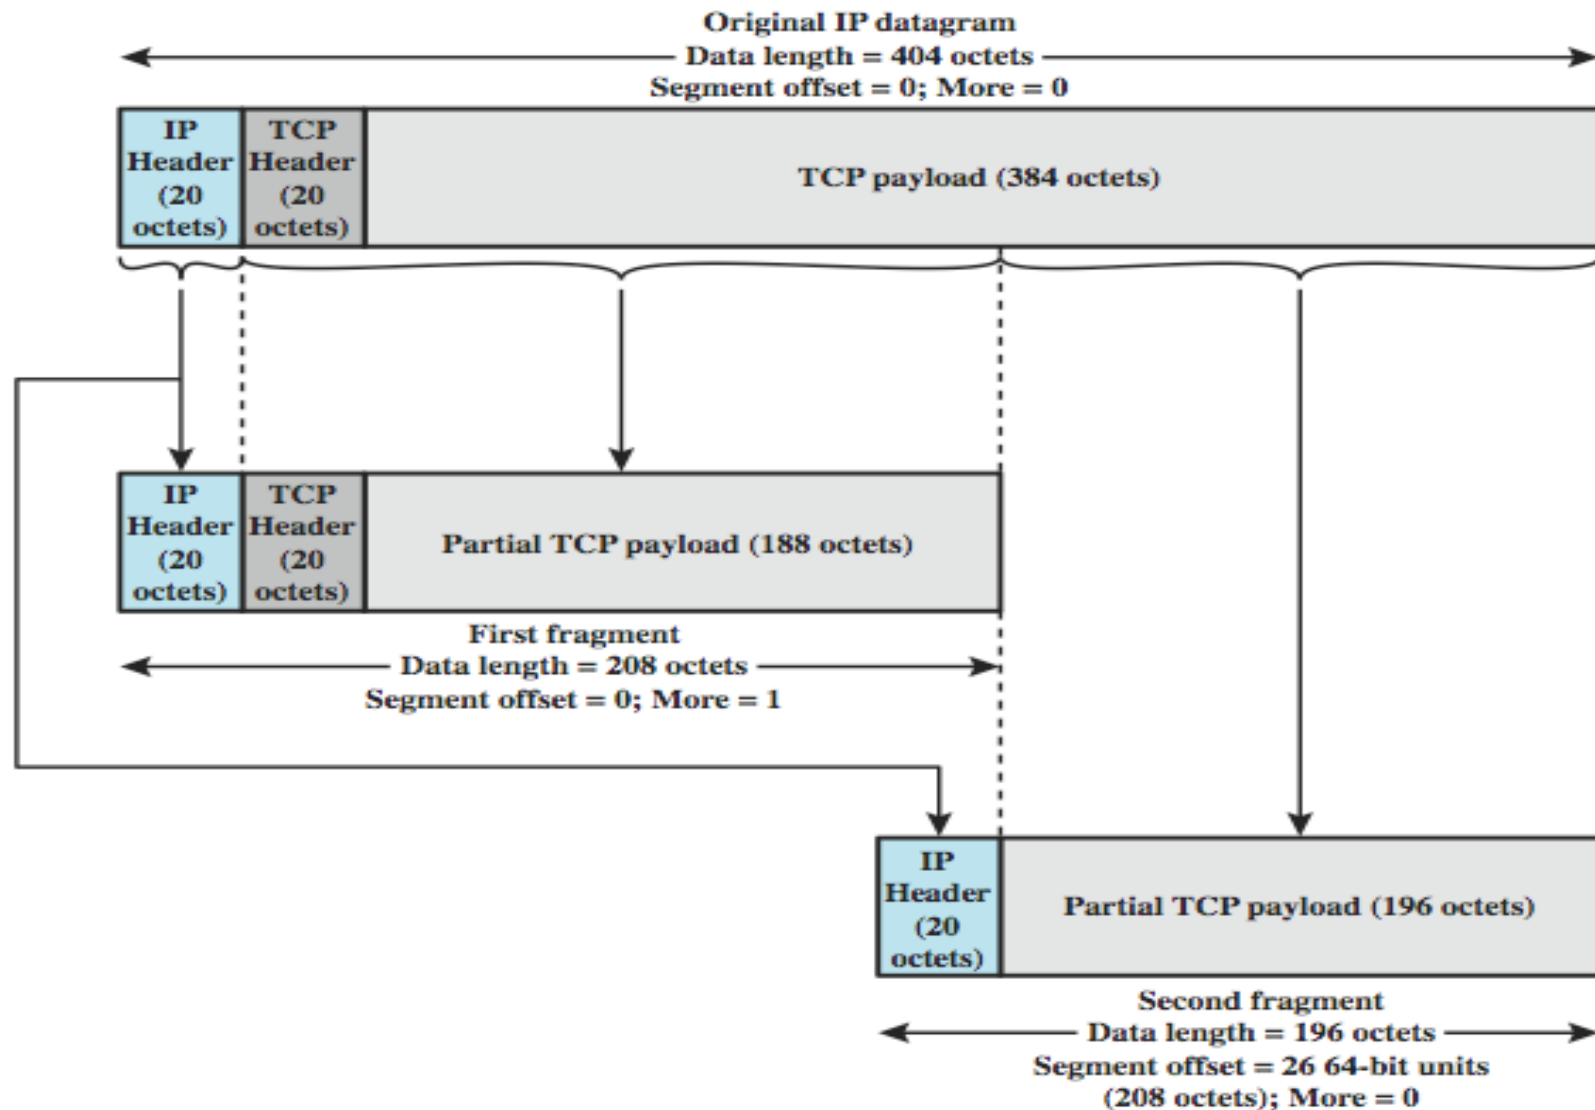 Original IP datagram
Data length = 404 octets
Segment offset = 0; More = 0
IP
Header
(20
octets)
TCP
Header
(20
octets)
TCP payload (384 octets)
IP
Header
(20
octets)
TCP
Header
(20
octets)
Partial TCP payload (188 octets)
First fragment
Data length = 208 octets
Segment offset = 0; More = 1
IP
Header
(20
octets)
Partial TCP payload (196 octets)
Second fragment
Data length = 196 octets
Segment offset = 26 64-bit units
(208 octets); More = 0